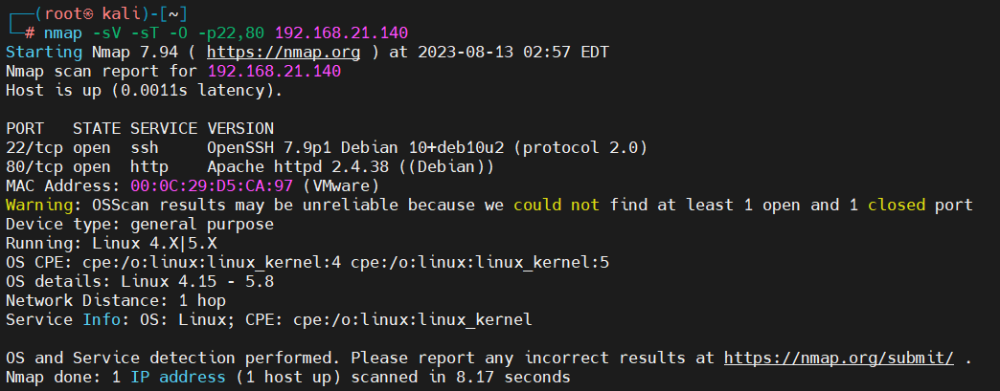 ┌──(root㉿ kali)-[~]
└─# nmap -sV -sT -O -p22,80 192.168.21.140
Starting Nmap 7.94 ( https://nmap.org ) at 2023-08-13 02:57 EDT
Nmap scan report for 192.168.21.140
Host is up (0.0011s latency).

PORT   STATE SERVICE VERSION
22/tcp open  ssh     OpenSSH 7.9p1 Debian 10+deb10u2 (protocol 2.0)
80/tcp open  http    Apache httpd 2.4.38 ((Debian))
MAC Address: 00:0C:29:D5:CA:97 (VMware)
Warning: OSScan results may be unreliable because we could not find at least 1 open and 1 closed port
Device type: general purpose
Running: Linux 4.X|5.X
OS CPE: cpe:/o:linux:linux_kernel:4 cpe:/o:linux:linux_kernel:5
OS details: Linux 4.15 - 5.8
Network Distance: 1 hop
Service Info: OS: Linux; CPE: cpe:/o:linux:linux_kernel

OS and Service detection performed. Please report any incorrect results at https://nmap.org/submit/ .
Nmap done: 1 IP address (1 host up) scanned in 8.17 seconds